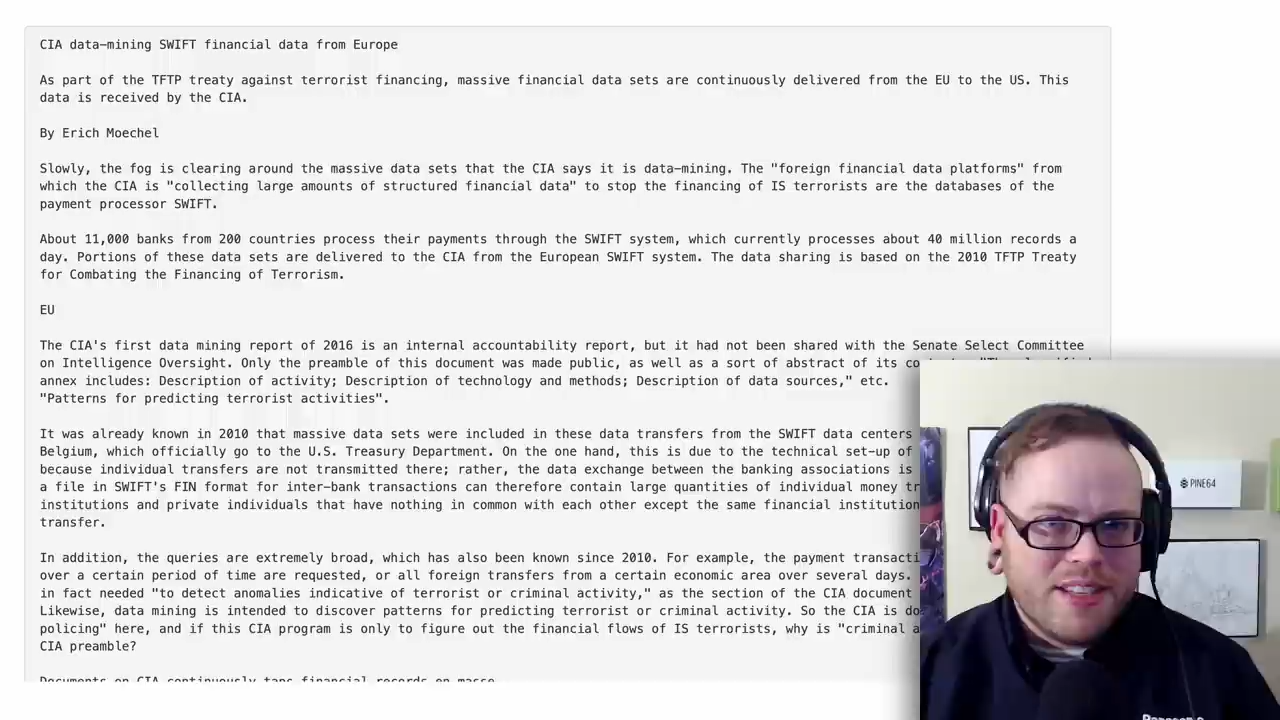 CIA data-mining SWIFT financial data from Europe
As part of the TFTP treaty against terrorist financing, massive financial data sets are continuously delivered from the EU to the US. This
data is received by the CIA.
By Erich Moechel
Slowly, the fog is clearing around the massive data sets that the CIA says it is data-mining. The "foreign financial data platforms" from
which the CIA is "collecting large amounts of structured financial data" to stop the financing of IS terrorists are the databases of the
payment processor SWIFT.
About 11,000 banks from 200 countries process their payments through the SWIFT system, which currently processes about 40 million records a
day. Portions of these data sets are delivered to the CIA from the European SWIFT system. The data sharing is based on the 2010 TFTP Treaty
for Combating the Financing of Terrorism.
EU
The CIA's first data mining report of 2016 is an internal accountability report, but it had not been shared with the Senate Select Committee
on Intelligence Oversight. Only the preamble of this document was made public, as well as a sort of abstract of its
annex includes: Description of activity; Description of technology and methods; Description of data sources," etc.
"Patterns for predicting terrorist activities".
It was already known in 2010 that massive data sets were included in these data transfers from the SWIFT data centers
Belgium, which officially go to the U.S. Treasury Department. On the one hand, this is due to the technical set-up of
because individual transfers are not transmitted there; rather, the data exchange between the banking associations is
a file in SWIFT's FIN format for inter-bank transactions can therefore contain large quantities of individual money
institutions and private individuals that have nothing in common with each other except the same financial institution
transfer.
In addition, the queries are extremely broad, which has also been known since 2010. For example, the payment
over a certain period of time are requested, or all foreign transfers from a certain economic area over several days.
in fact needed "to detect anomalies indicative of terrorist or criminal activity," as the section of the CIA document
Likewise, data mining is intended to discover patterns for predicting terrorist or criminal activity. So the CIA is
policing" here, and if this CIA program is only to figure out the financial flows of IS terrorists, why is "criminal
CIA preamble?
Documents on CIA continuously taps financial records en masse
PINE64